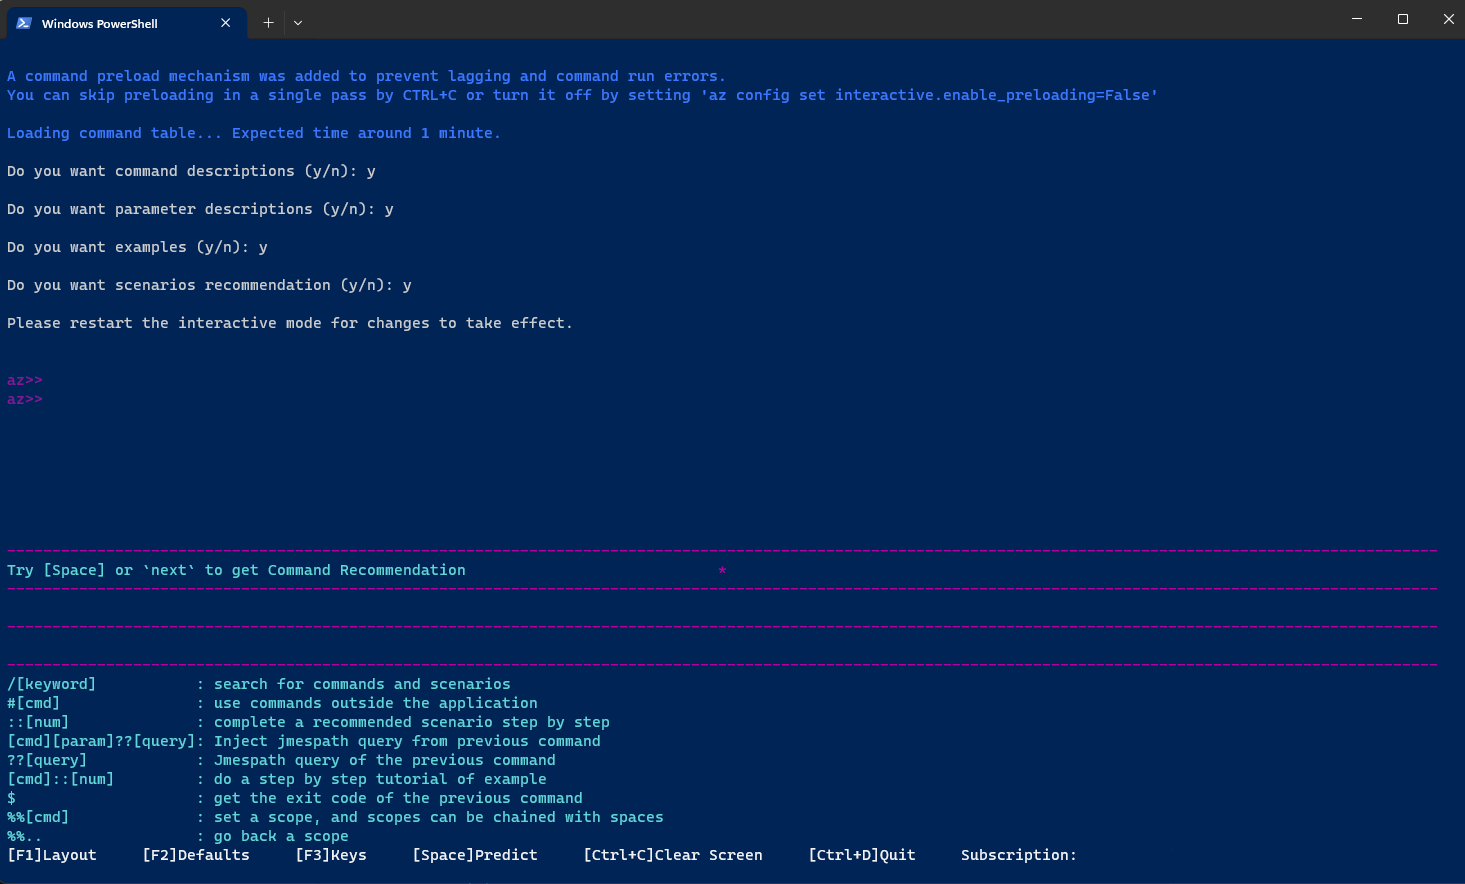 Windows PowerShell
A command preload mechanism was added to prevent lagging and command run errors.
You can skip preloading in a single pass by CTRL+C or turn it off by setting 'az config set interactive.enable_preloading=False'
Loading command table... Expected time around 1 minute.
Do you want command descriptions (y/n): y
Do you want parameter descriptions (y/n): y
Do you want examples (y/n): y
Do you want scenarios recommendation (y/n): y
Please restart the interactive mode for changes to take effect.
az>>
az>>
Try [Space] or `next` to get Command Recommendation *
/[keyword] : search for commands and scenarios
#[cmd] : use commands outside the application
::[num] : complete a recommended scenario step by step
[cmd][param]??[query]: Inject jmespath query from previous command
??[query] : Jmespath query of the previous command
[cmd]::[num] : do a step by step tutorial of example
$ : get the exit code of the previous command
%%[cmd] : set a scope, and scopes can be chained with spaces
%%.. : go back a scope
[F1]Layout [F2]Defaults [F3]Keys [Space]Predict [Ctrl+C]Clear Screen [Ctrl+D]Quit Subscription: